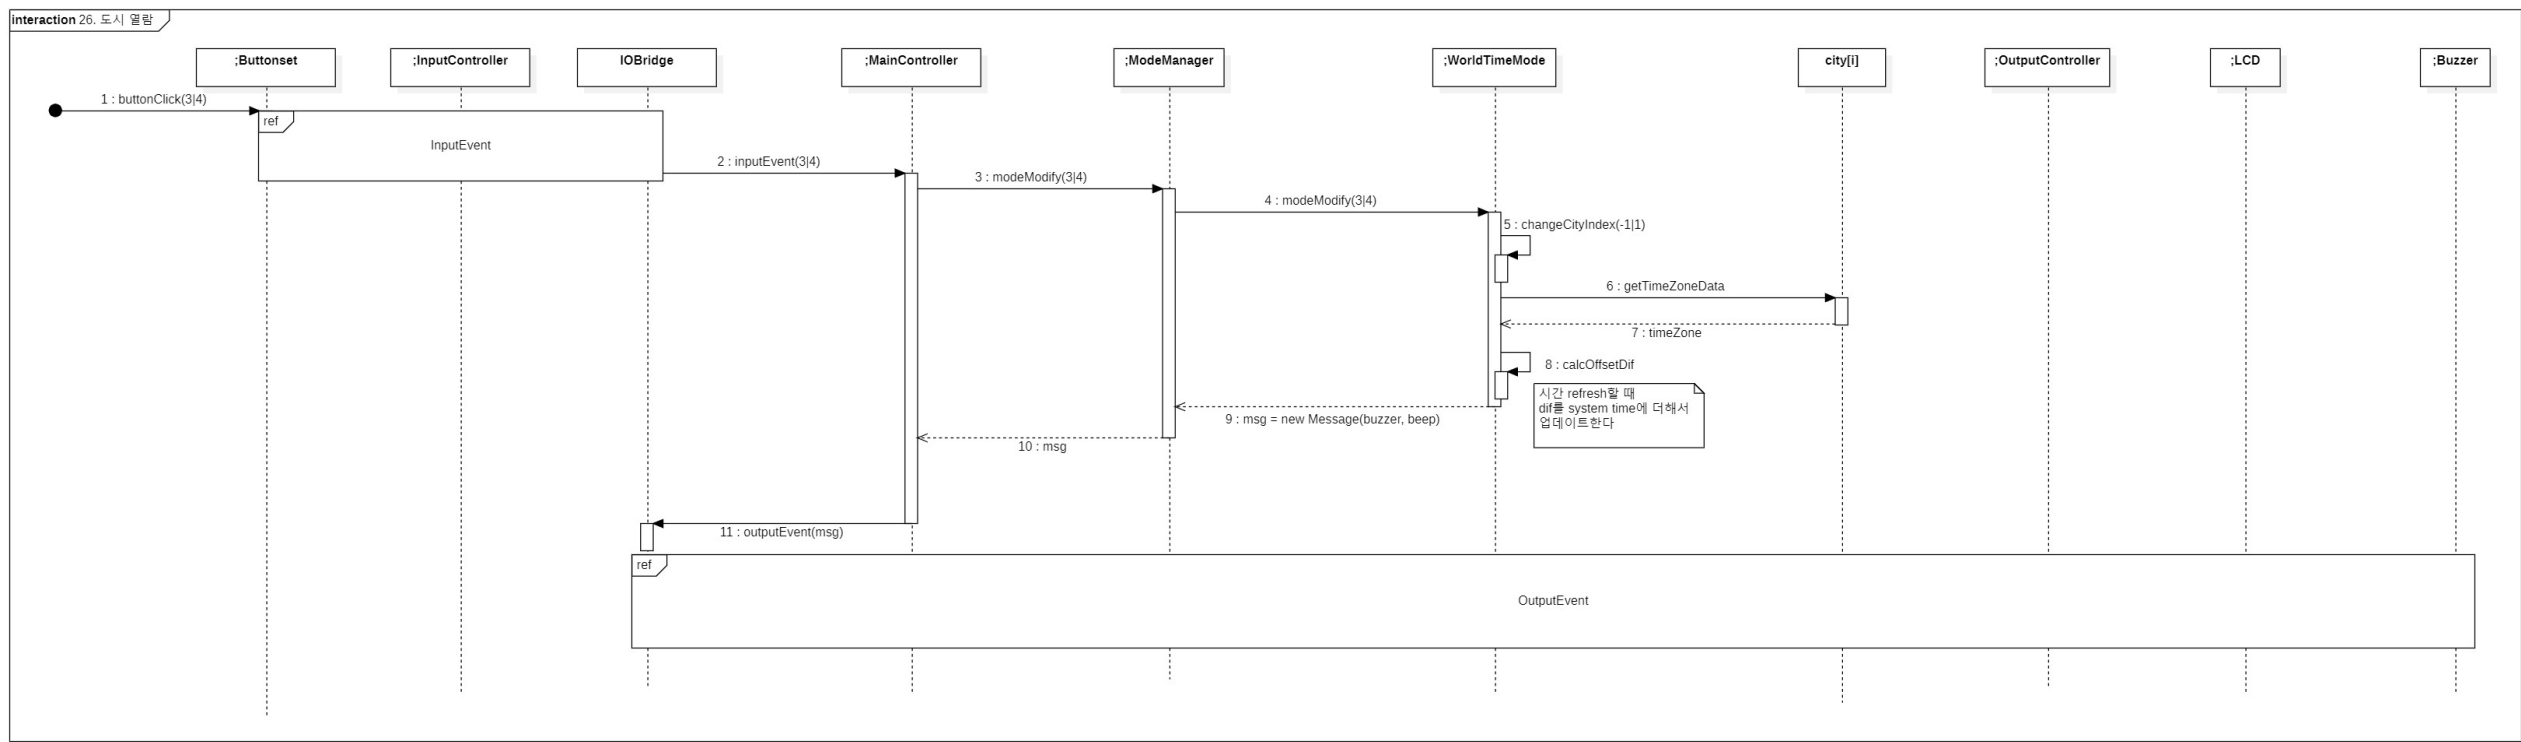 interaction 26. 도시 열람
;Buttonset
;InputController
IOBridge
;MainController
;ModeManager
;WorldTimeMode
city[i]
;OutputController
;LCD
;Buzzer
1 : buttonClick(3|4)
ref
InputEvent
2 : inputEvent(3|4)
3 : modeModify(3|4)
4 : modeModify(3|4)
5 : changeCityIndex(-1|1)
6 : getTimeZoneData
7 : timeZone
8 : calcOffsetDif
시간 refresh할 때
dif를 system time에 더해서
업데이트한다
9 : msg = new Message(buzzer, beep)
10 : msg
11 : outputEvent(msg)
ref
OutputEvent